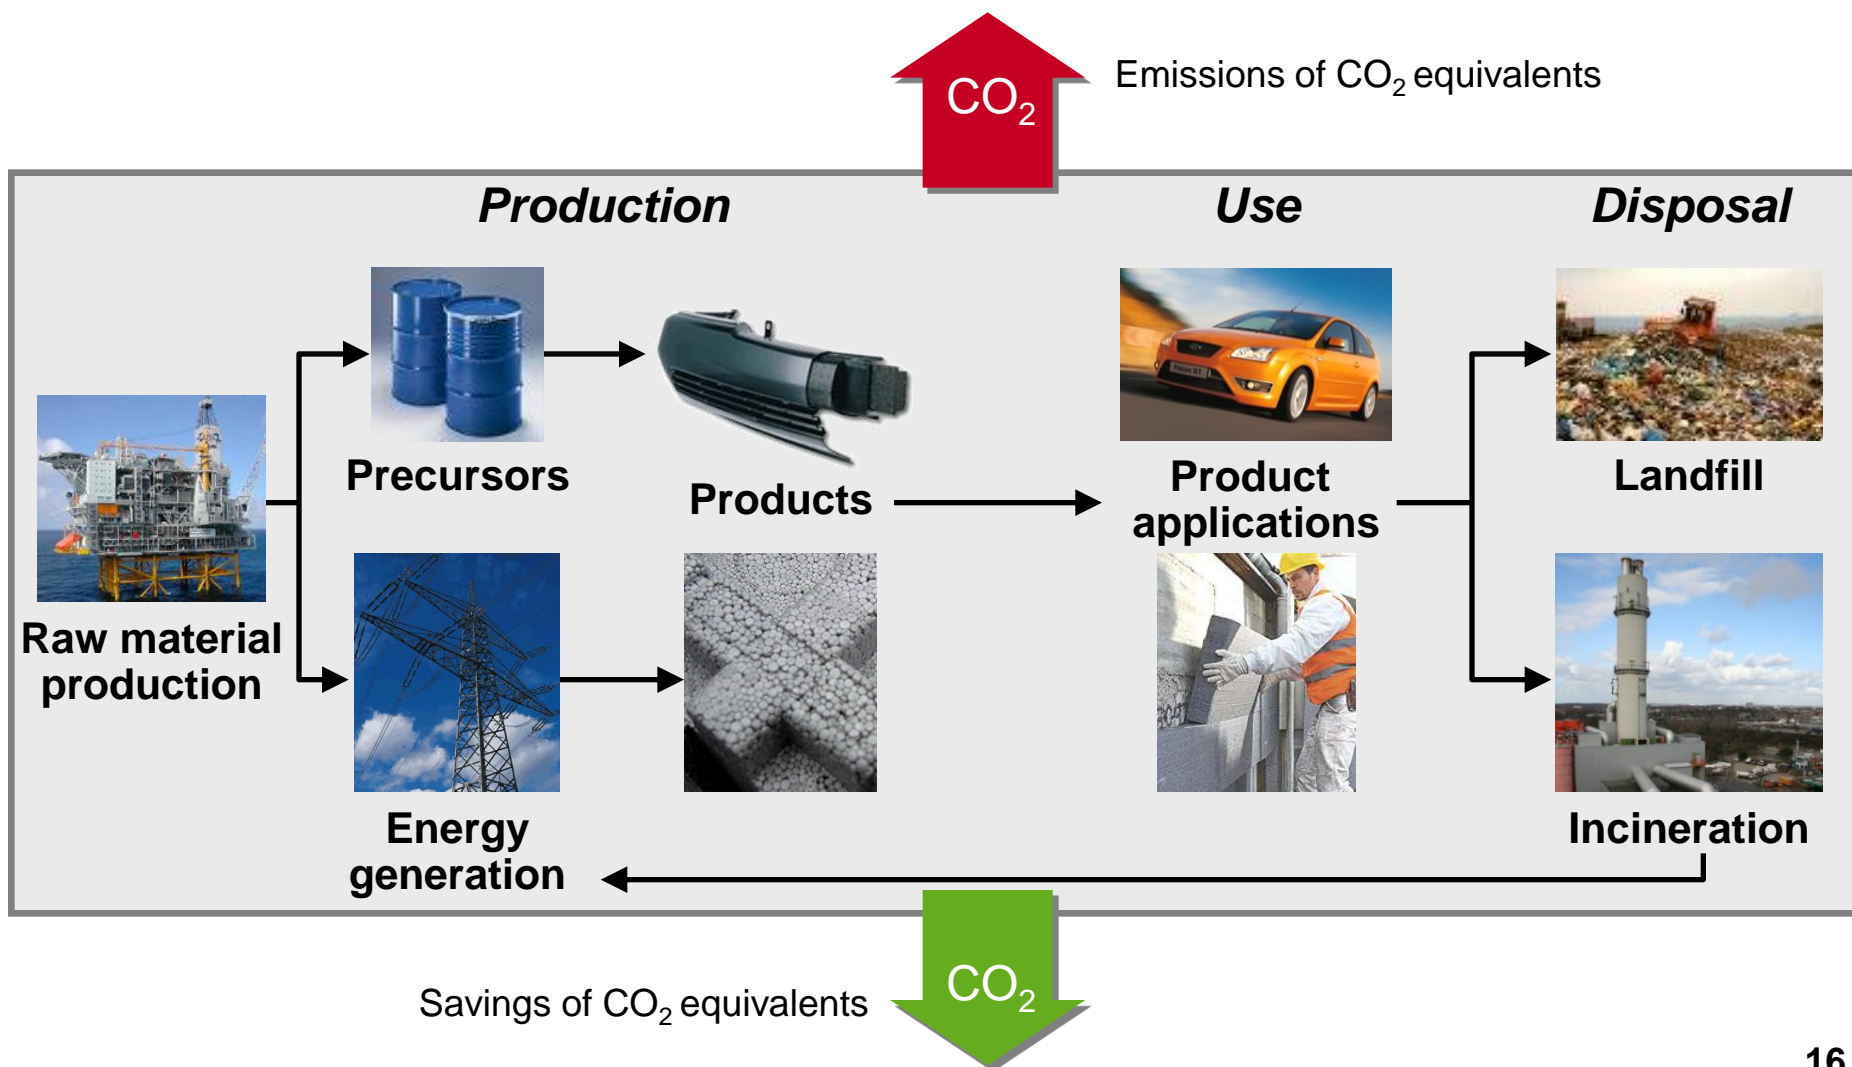 CO₂
Emissions of CO₂ equivalents
Production
Use
Disposal
Precursors
Products
Product
applications
Landfill
Raw material
production
Energy
generation
Incineration
Savings of CO₂ equivalents
CO₂
16